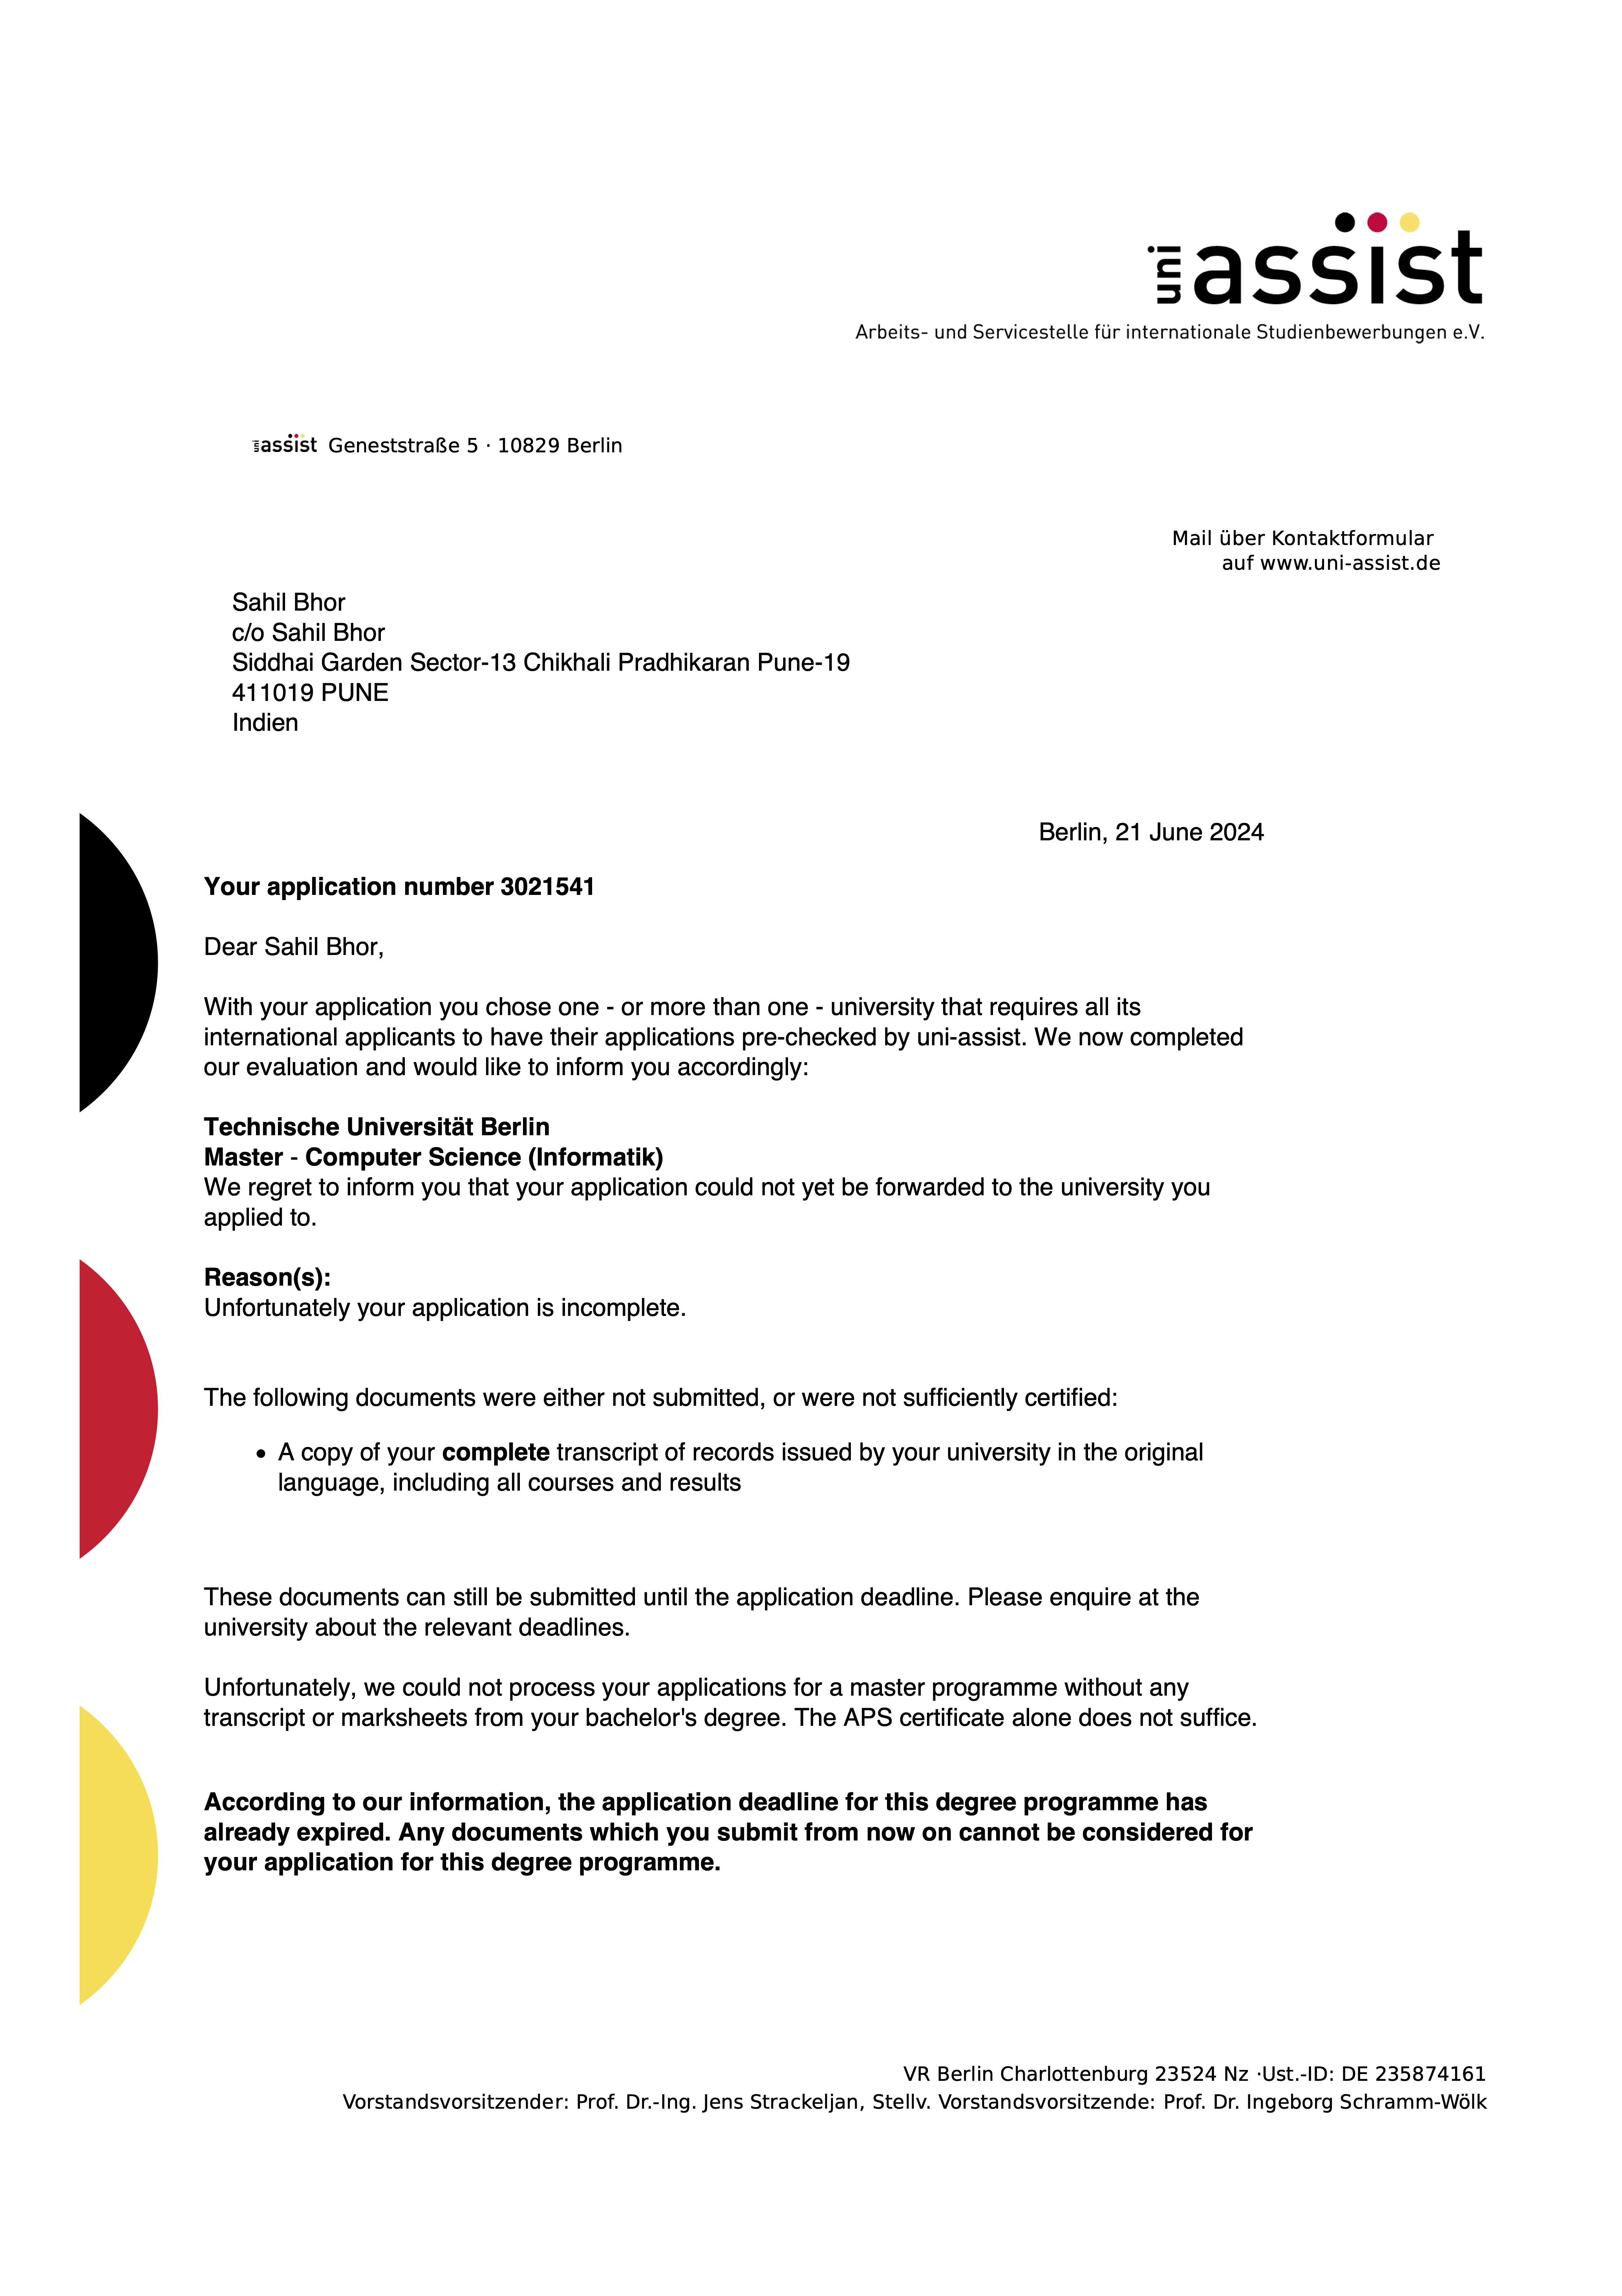 uni assist
Arbeits- und Servicestelle für internationale Studienbewerbungen e.V.
uni assist Geneststraße 5 · 10829 Berlin
Mail über Kontaktformular
auf www.uni-assist.de
Sahil Bhor
c/o Sahil Bhor
Siddhai Garden Sector-13 Chikhali Pradhikaran Pune-19
411019 PUNE
Indien
Berlin, 21 June 2024
Your application number 3021541
Dear Sahil Bhor,
With your application you chose one - or more than one - university that requires all its
international applicants to have their applications pre-checked by uni-assist. We now completed
our evaluation and would like to inform you accordingly:
Technische Universität Berlin
Master - Computer Science (Informatik)
We regret to inform you that your application could not yet be forwarded to the university you
applied to.
Reason(s):
Unfortunately your application is incomplete.
The following documents were either not submitted, or were not sufficiently certified:
• A copy of your complete transcript of records issued by your university in the original
language, including all courses and results
These documents can still be submitted until the application deadline. Please enquire at the
university about the relevant deadlines.
Unfortunately, we could not process your applications for a master programme without any
transcript or marksheets from your bachelor's degree. The APS certificate alone does not suffice.
According to our information, the application deadline for this degree programme has
already expired. Any documents which you submit from now on cannot be considered for
your application for this degree programme.
VR Berlin Charlottenburg 23524 Nz ·Ust.-ID: DE 235874161
Vorstandsvorsitzender: Prof. Dr.-Ing. Jens Strackeljan, Stellv. Vorstandsvorsitzende: Prof. Dr. Ingeborg Schramm-Wölk